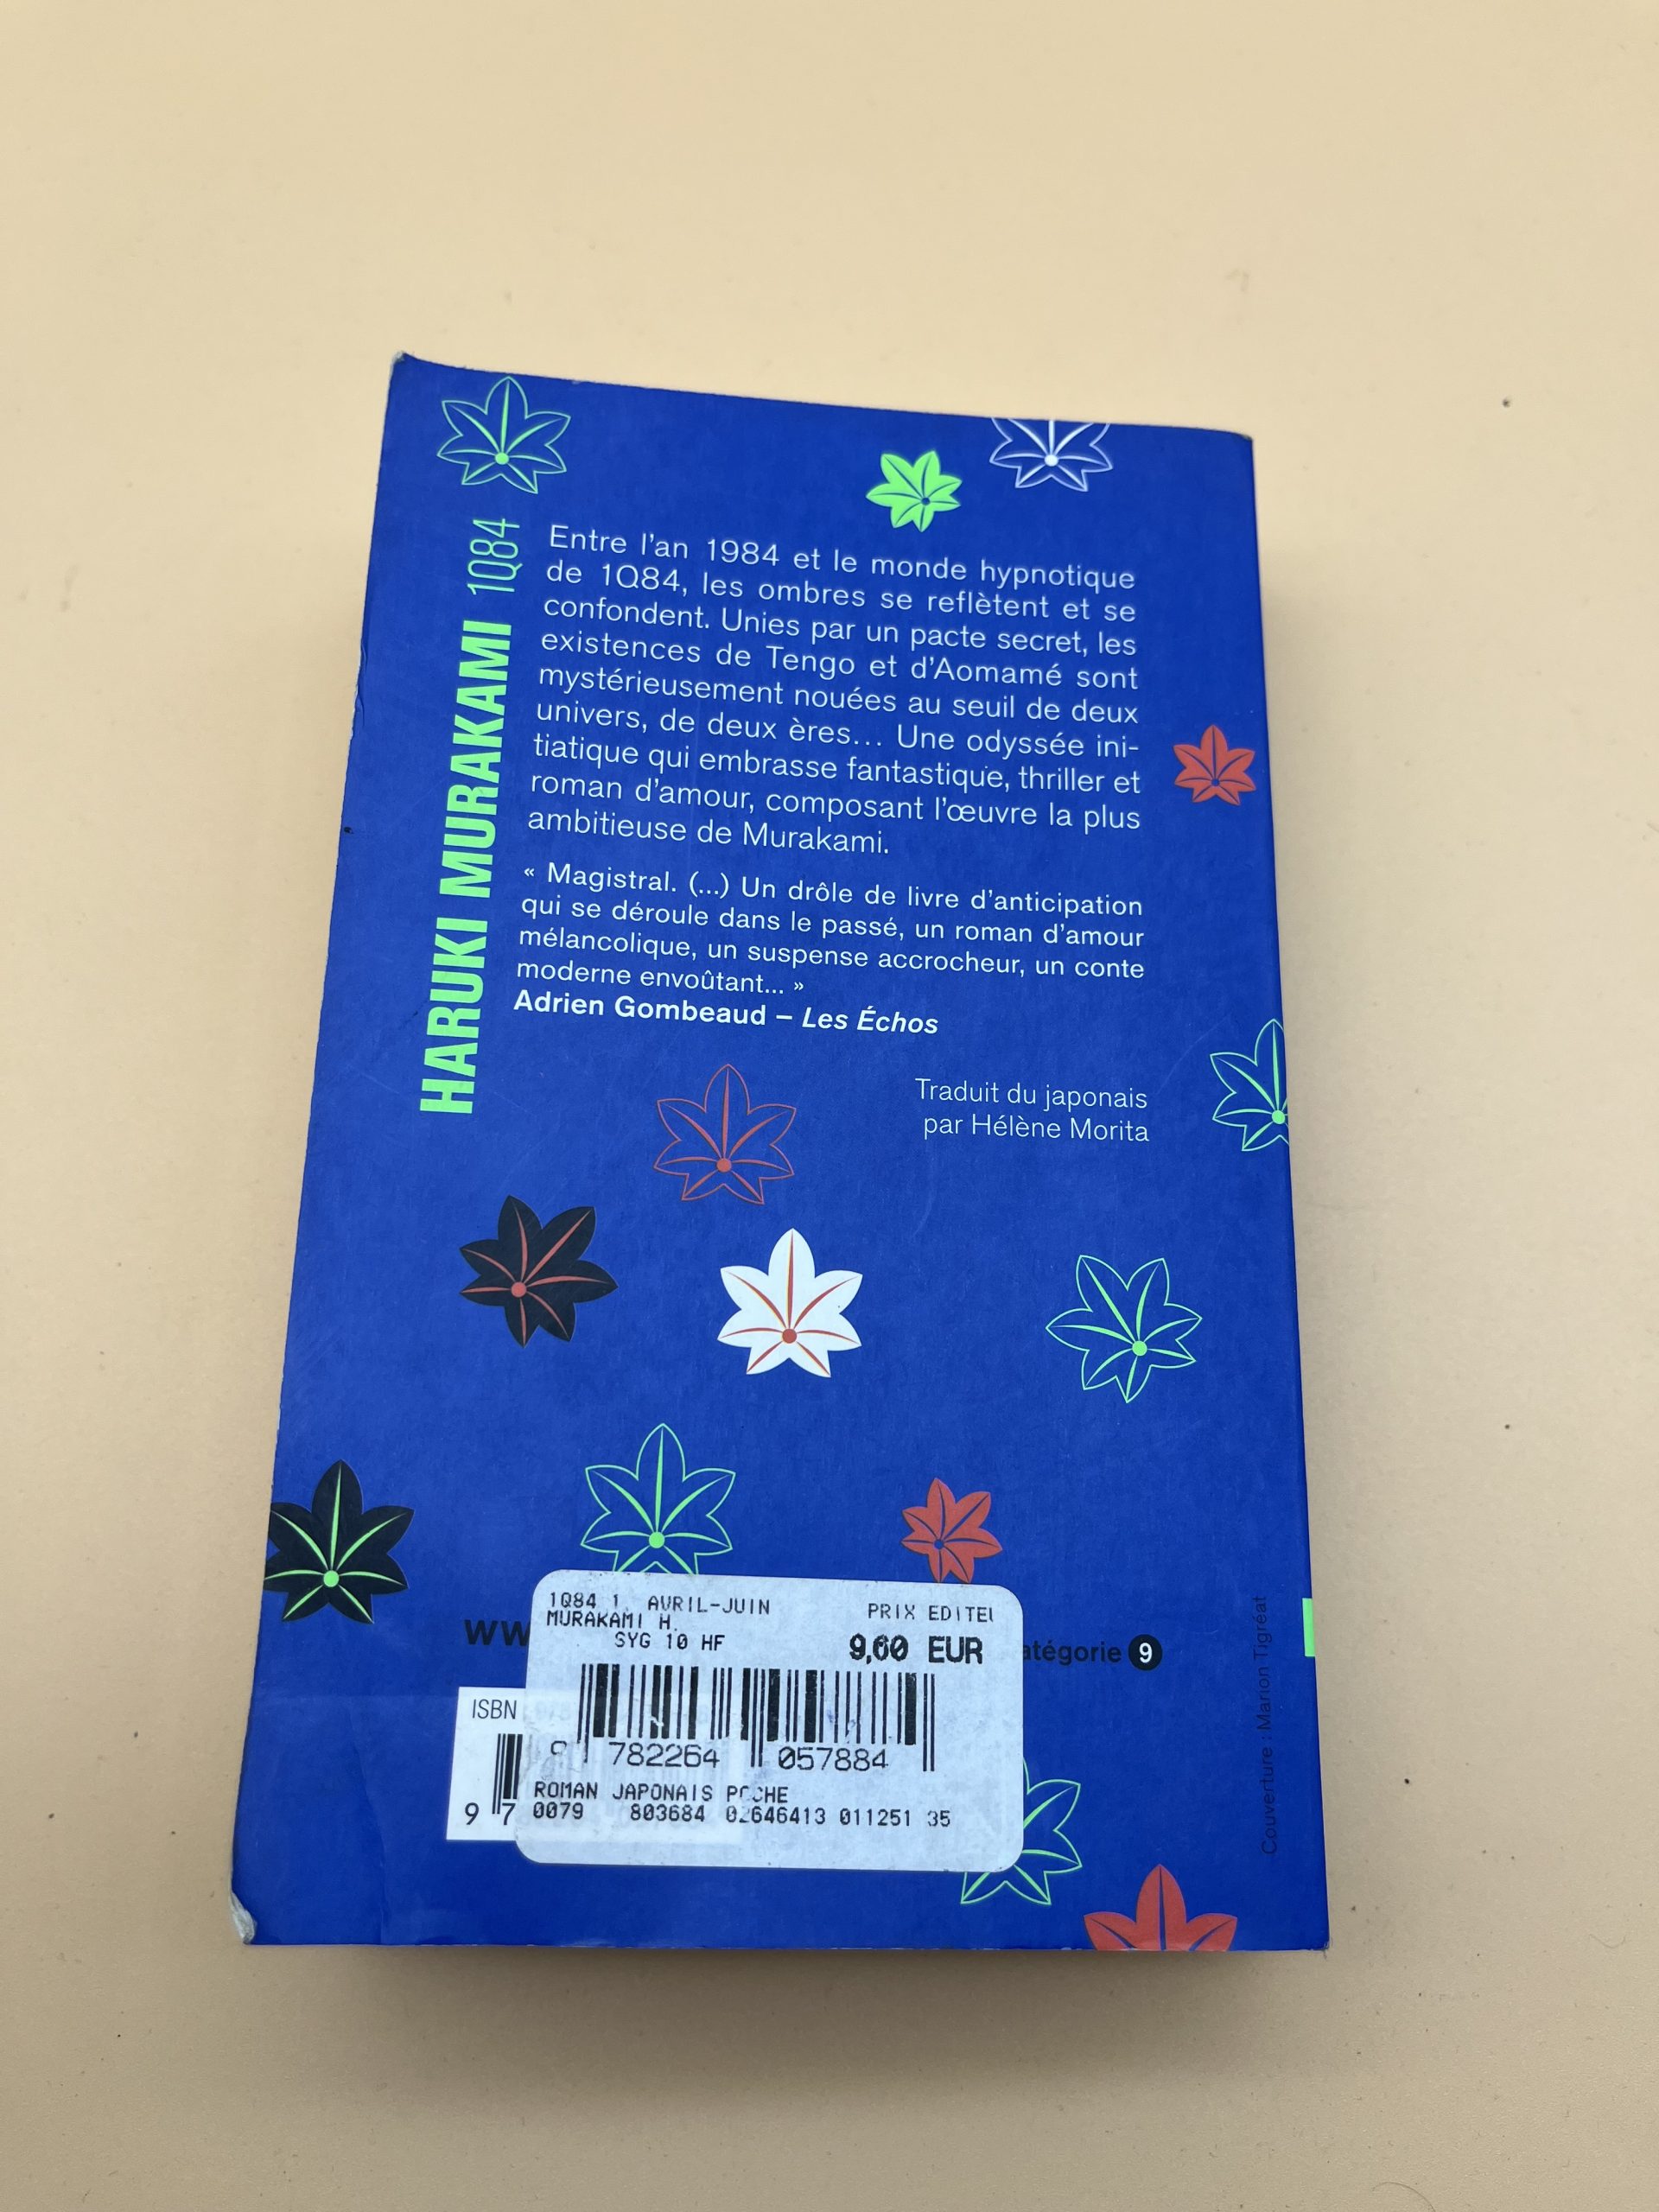 HARUKI MURAKAMI 1Q84
Entre l'an 1984 et le monde hypnotique
de 1Q84, les ombres se reflètent et se
confondent. Unies par un pacte secret, les
existences de Tengo et d'Aomamé sont
mystérieusement nouées au seuil de deux
univers, de deux ères… Une odyssée ini-
tiatique qui embrasse fantastique, thriller et
roman d'amour, composant l'œuvre la plus
ambitieuse de Murakami.
« Magistral. (...) Un drôle de livre d'anticipation
qui se déroule dans le passé, un roman d'amour
mélancolique, un suspense accrocheur, un conte
moderne envoûtant... »
Adrien Gombeaud – Les Échos
Traduit du japonais
par Hélène Morita
1Q84 1. AVRIL-JUIN
MURAKAMI H.
SYG 10 HF
PRIX EDITEU
9,60 EUR
ww
atégorie 9
ISBN
9 782264 057884
ROMAN JAPONAIS POCHE
0079 803684 02646413 011251 35
9 7
Couverture : Marion Tigréat